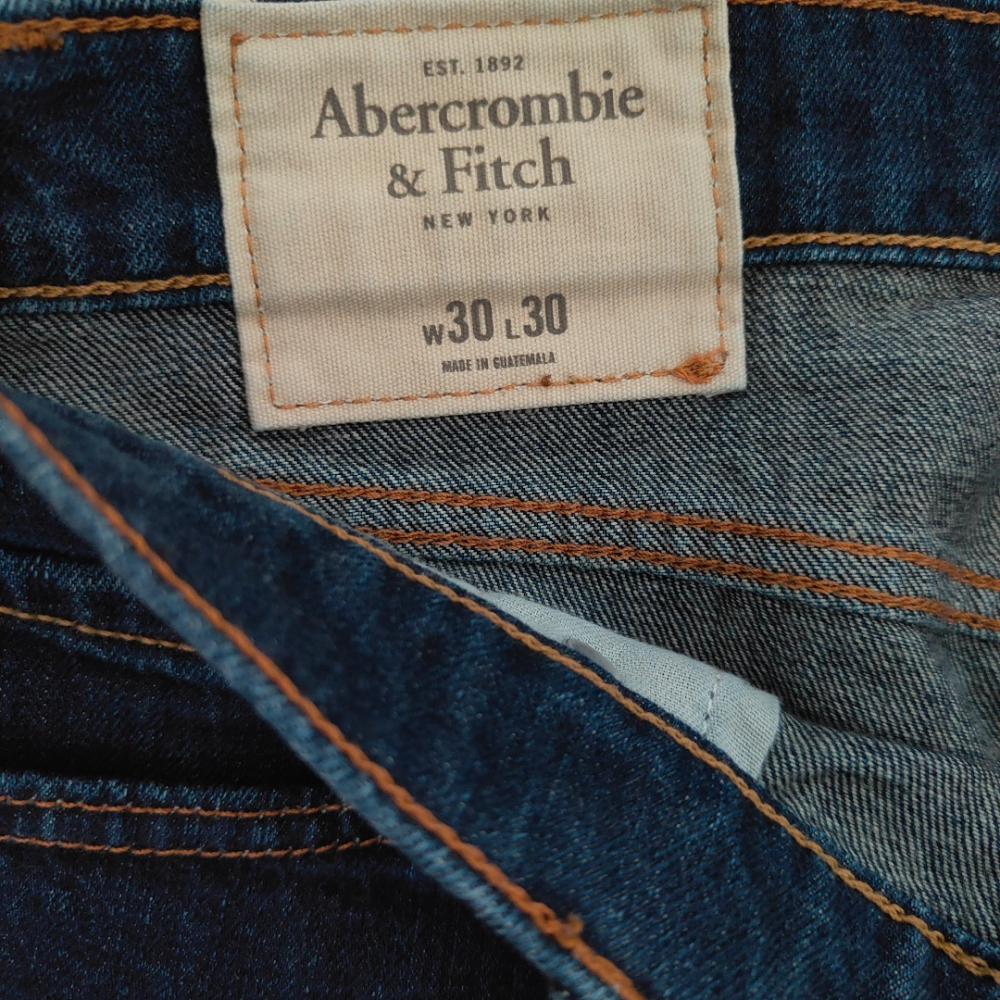 EST. 1892
Abercrombie
& Fitch
NEW YORK
W30 L30
MADE IN GUATEMALA